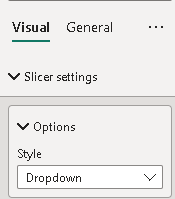 Visual General ...
Slicer settings
Options
Style
Dropdown